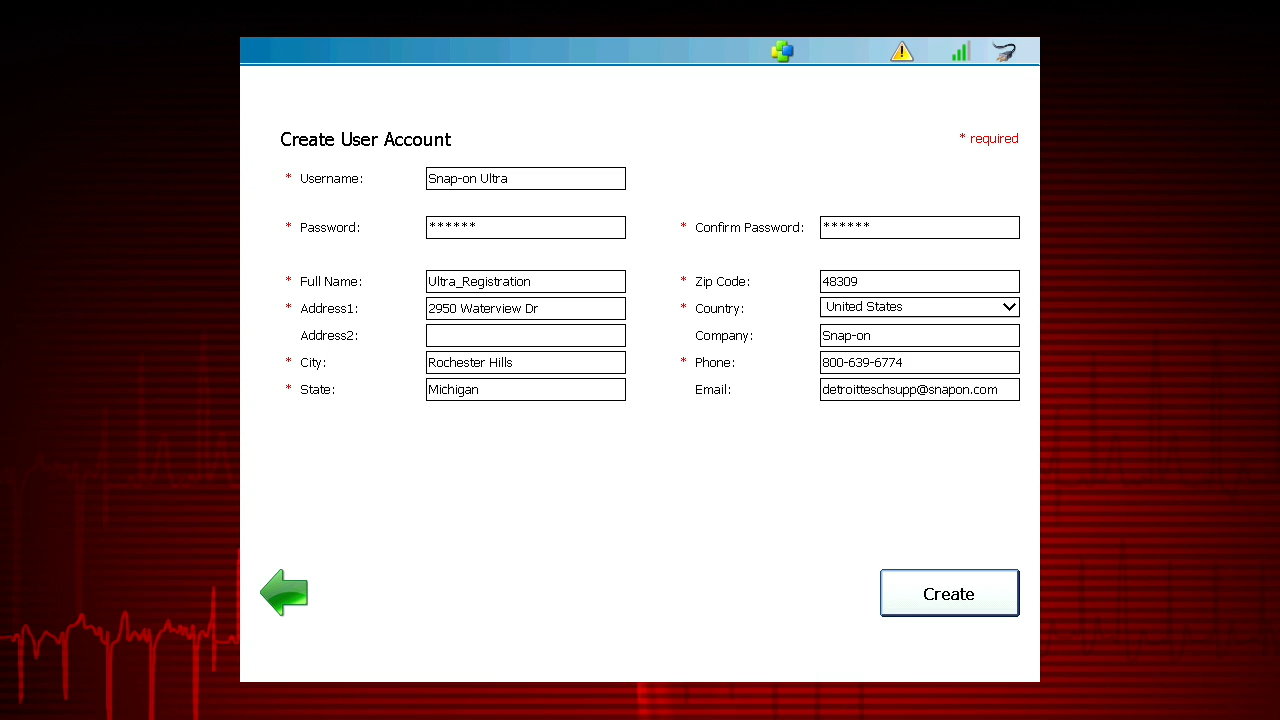 Create User Account
* required
* Username: Snap-on Ultra
* Password: ****** * Confirm Password: ******
* Full Name: Ultra_Registration * Zip Code: 48309
* Address1: 2950 Waterview Dr * Country: United States
Address2: Company: Snap-on
* City: Rochester Hills * Phone: 800-639-6774
* State: Michigan Email: detroitteschsupp@snapon.com
Create